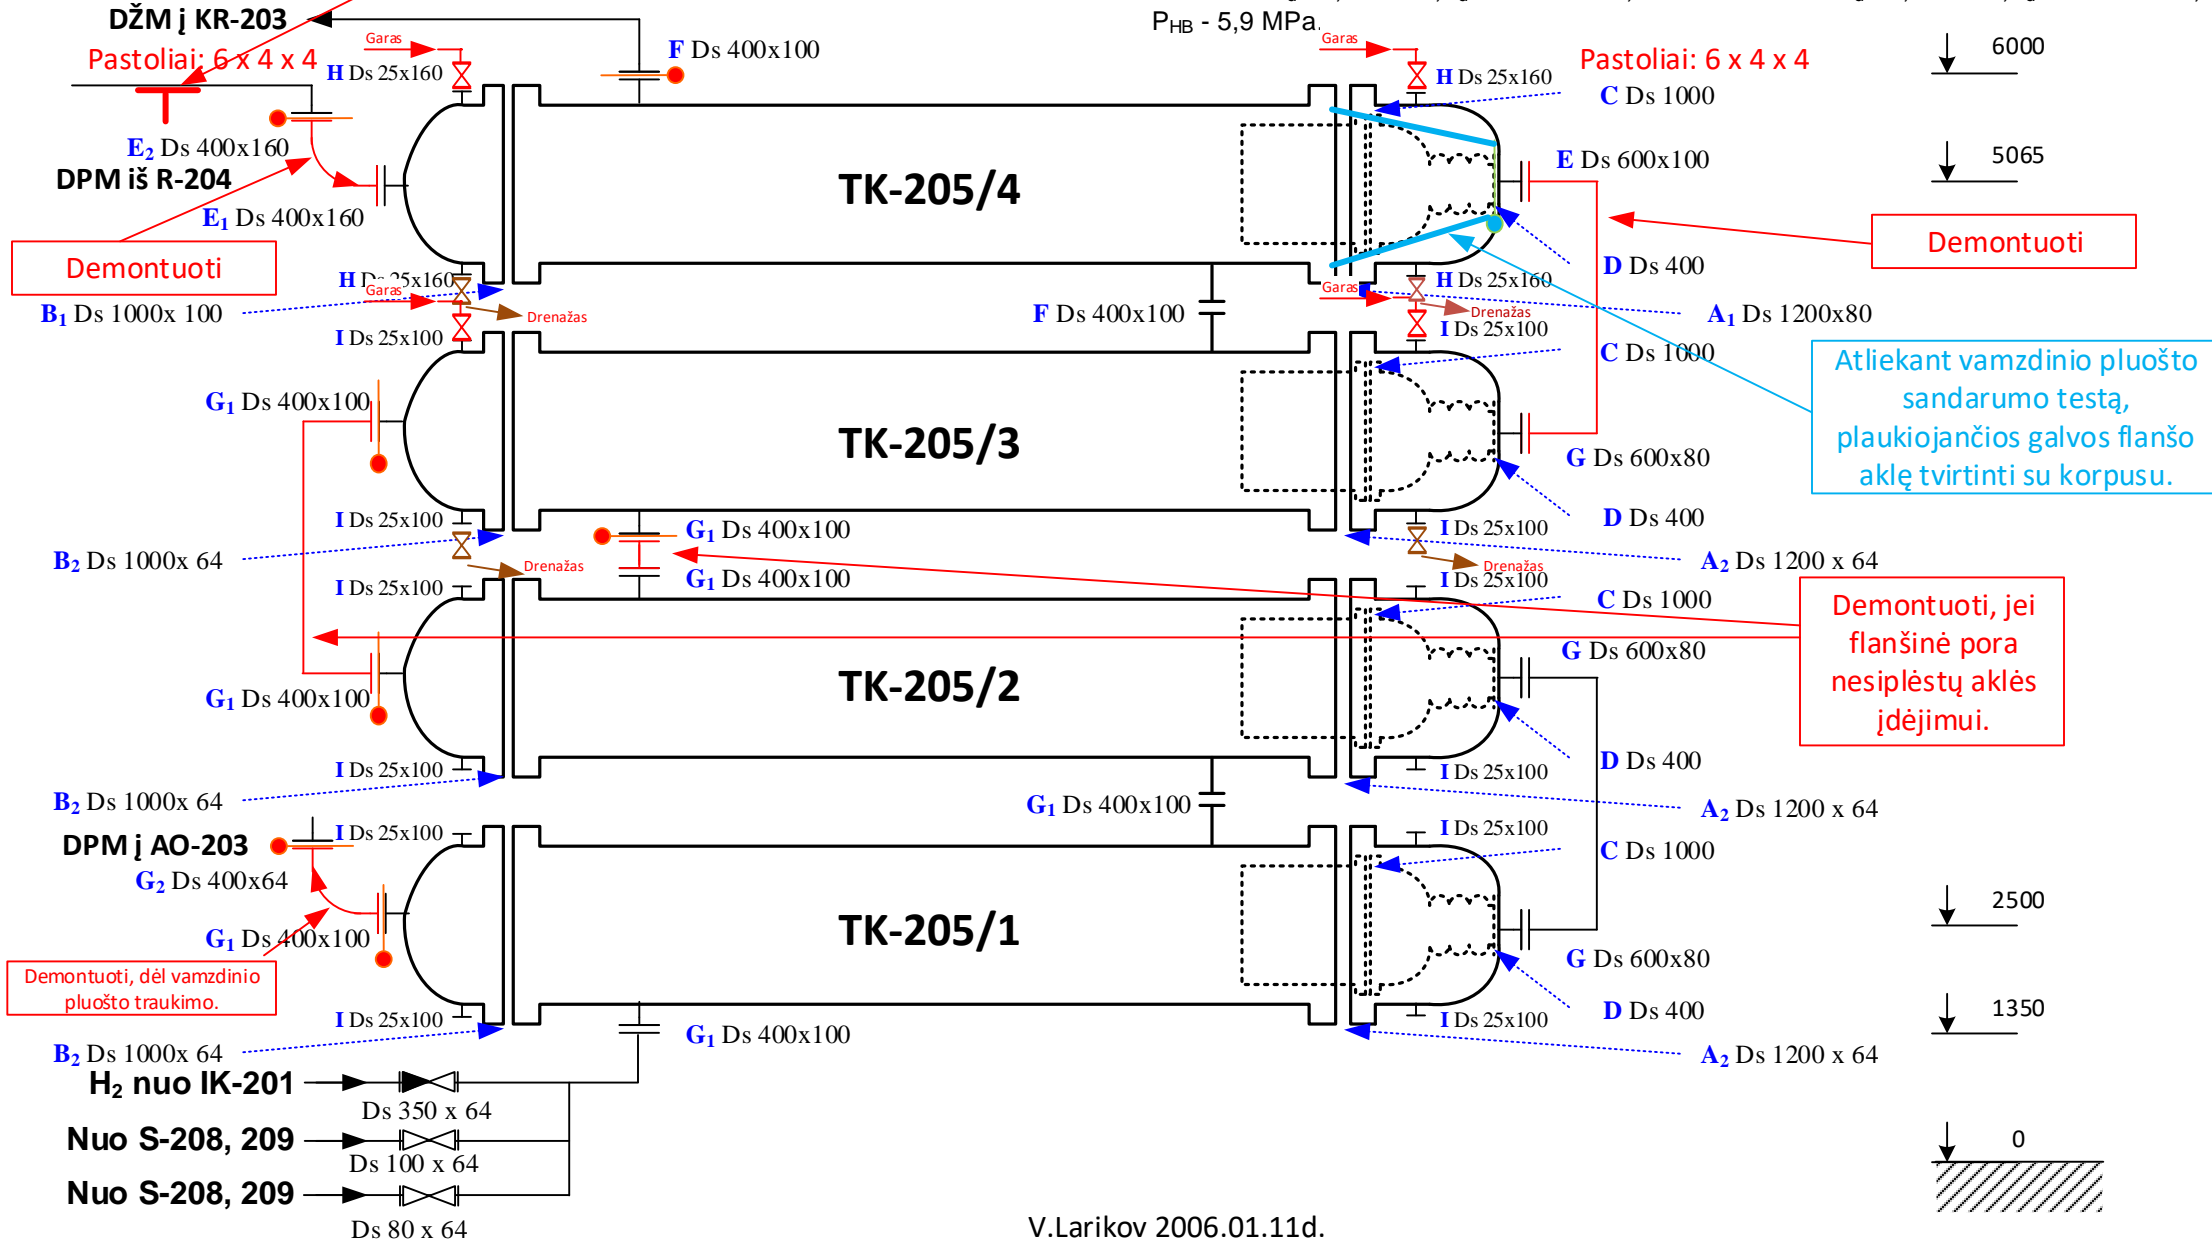 DŽM į KR-203
P_HB - 5,9 MPa.
Garas
F Ds 400x100
Garas
6000
Pastoliai: 6 x 4 x 4
H Ds 25x160
H Ds 25x160
Pastoliai: 6 x 4 x 4
C Ds 1000
E₂ Ds 400x160
DPM iš R-204
TK-205/4
E Ds 600x100
5065
E₁ Ds 400x160
Demontuoti
Demontuoti
D Ds 400
H Ds 25x160
Garas
H Ds 25x160
Garas
B₁ Ds 1000x 100
Drenažas
F Ds 400x100
Drenažas
A₁ Ds 1200x80
I Ds 25x100
I Ds 25x100
C Ds 1000
Atliekant vamzdinio pluošto
sandarumo testą,
plaukiojančios galvos flanšo
aklę tvirtinti su korpusu.
G₁ Ds 400x100
TK-205/3
G Ds 600x80
I Ds 25x100
G₁ Ds 400x100
I Ds 25x100
D Ds 400
B₂ Ds 1000x 64
Drenažas
G₁ Ds 400x100
Drenažas
A₂ Ds 1200 x 64
I Ds 25x100
I Ds 25x100
C Ds 1000
Demontuoti, jei
flanšinė pora
nesiplėstų aklės
įdėjimui.
G Ds 600x80
G₁ Ds 400x100
TK-205/2
I Ds 25x100
I Ds 25x100
D Ds 400
B₂ Ds 1000x 64
G₁ Ds 400x100
A₂ Ds 1200 x 64
DPM į AO-203
I Ds 25x100
I Ds 25x100
C Ds 1000
G₂ Ds 400x64
2500
G₁ Ds 400x100
TK-205/1
G Ds 600x80
Demontuoti, dėl vamzdinio
pluošto traukimo.
I Ds 25x100
G₁ Ds 400x100
I Ds 25x100
D Ds 400
1350
B₂ Ds 1000x 64
A₂ Ds 1200 x 64
H₂ nuo IK-201
Ds 350 x 64
Nuo S-208, 209
Ds 100 x 64
0
Nuo S-208, 209
Ds 80 x 64
V.Larikov 2006.01.11d.